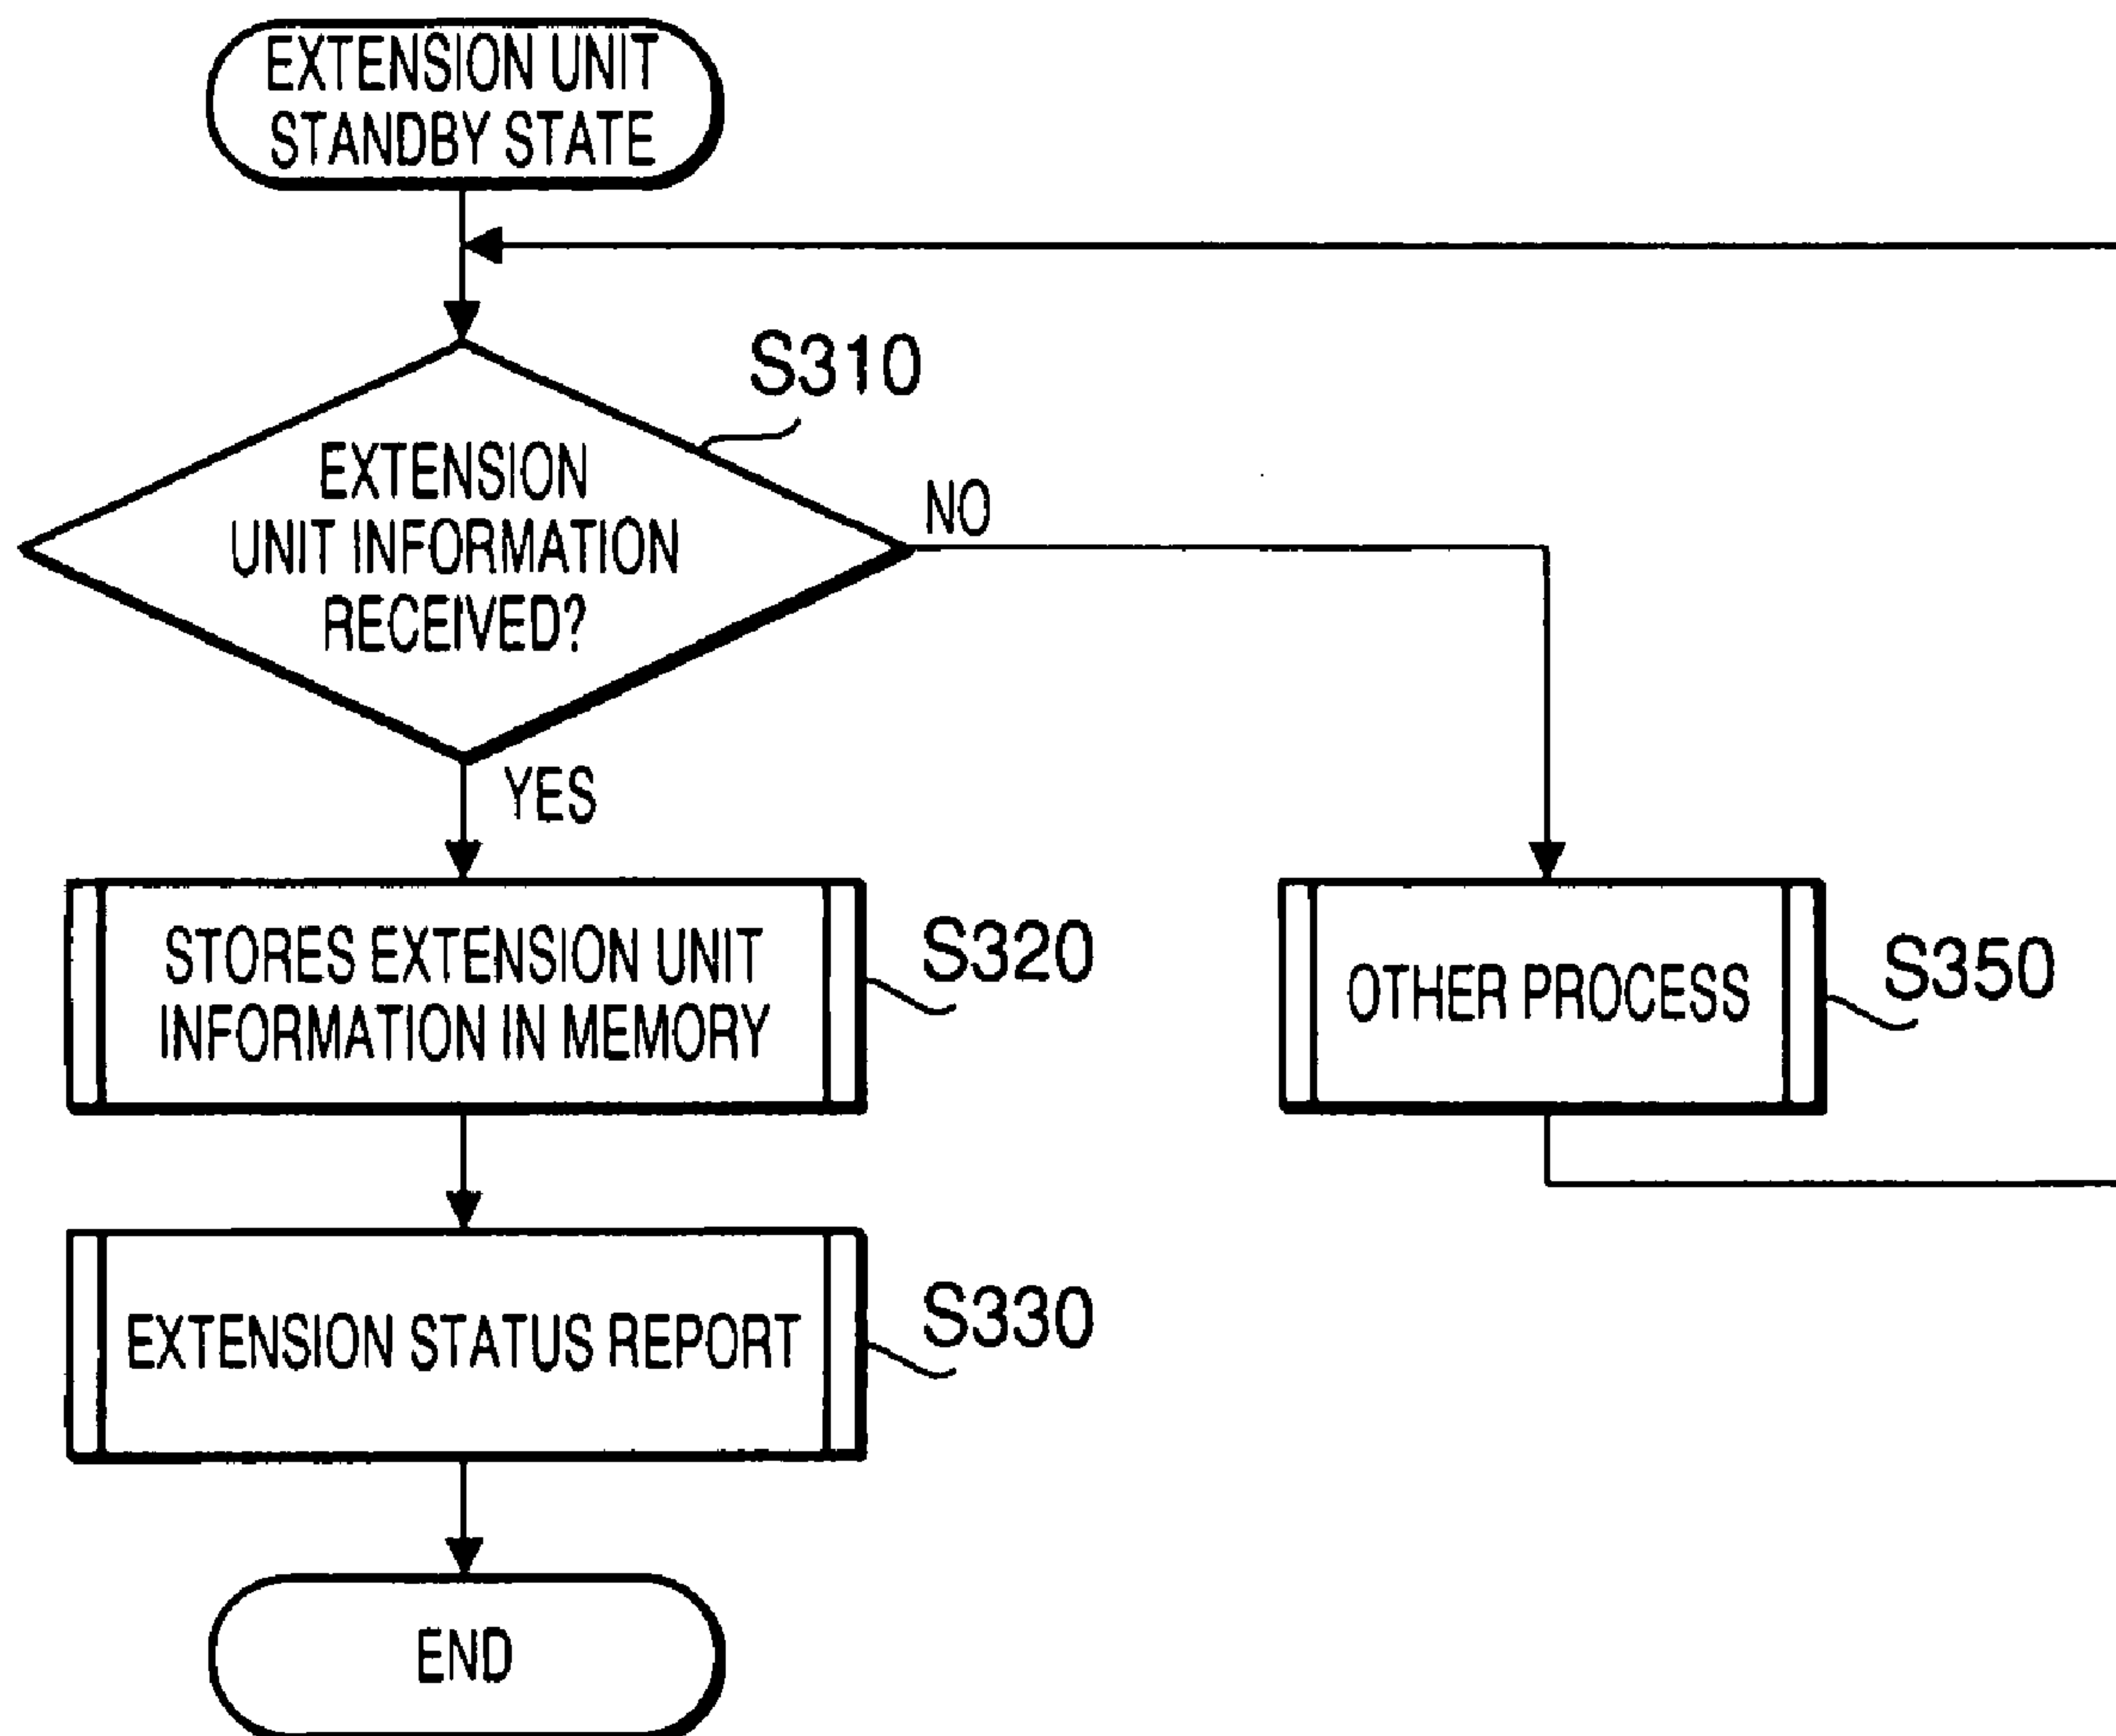 EXTENSION UNIT
STANDBY STATE
S310
EXTENSION
UNIT INFORMATION
RECEIVED?
NO
YES
STORES EXTENSION UNIT
INFORMATION IN MEMORY
S320
OTHER PROCESS
S350
EXTENSION STATUS REPORT
S330
END